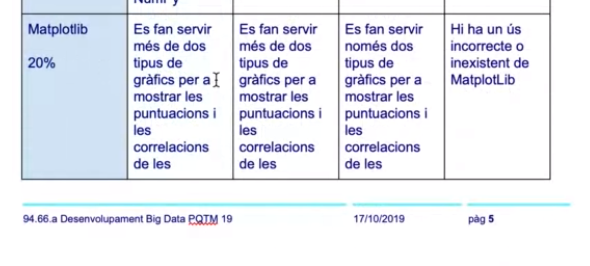 NumPy
Matplotlib
20%
Es fan servir
més de dos
tipus de
gràfics per a
mostrar les
puntuacions i
les
correlacions
de les
Es fan servir
més de dos
tipus de
gràfics per a
mostrar les
puntuacions i
les
correlacions
de les
Es fan servir
només dos
tipus de
gràfics per a
mostrar les
puntuacions i
les
correlacions
de les
Hi ha un ús
incorrecte o
inexistent de
MatplotLib
94.66.a Desenvolupament Big Data PQTM 19 17/10/2019 pàg 5